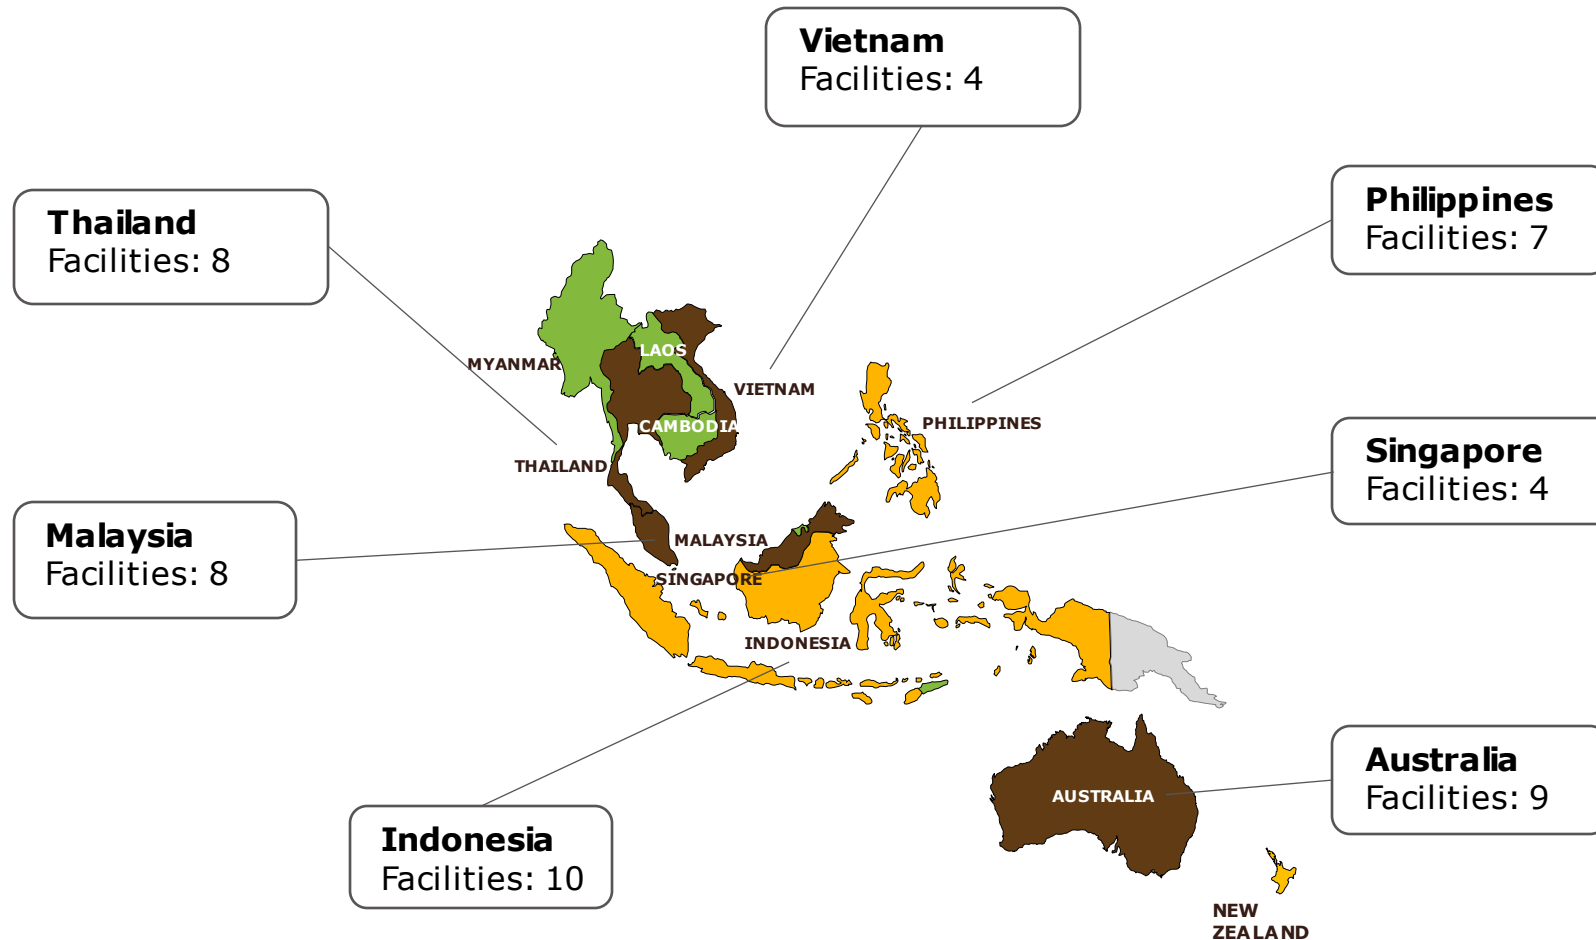 Vietnam
Facilities: 4
Philippines
Facilities: 7
Thailand
Facilities: 8
LAOS
MYANMAR
VIETNAM
PHILIPPINES
CAMBODIA
THAILAND
Singapore
Facilities: 4
Malaysia
Facilities: 8
MALAYSIA
SINGAPORE
INDONESIA
Australia
Facilities: 9
AUSTRALIA
Indonesia
Facilities: 10
NEW
ZEALAND